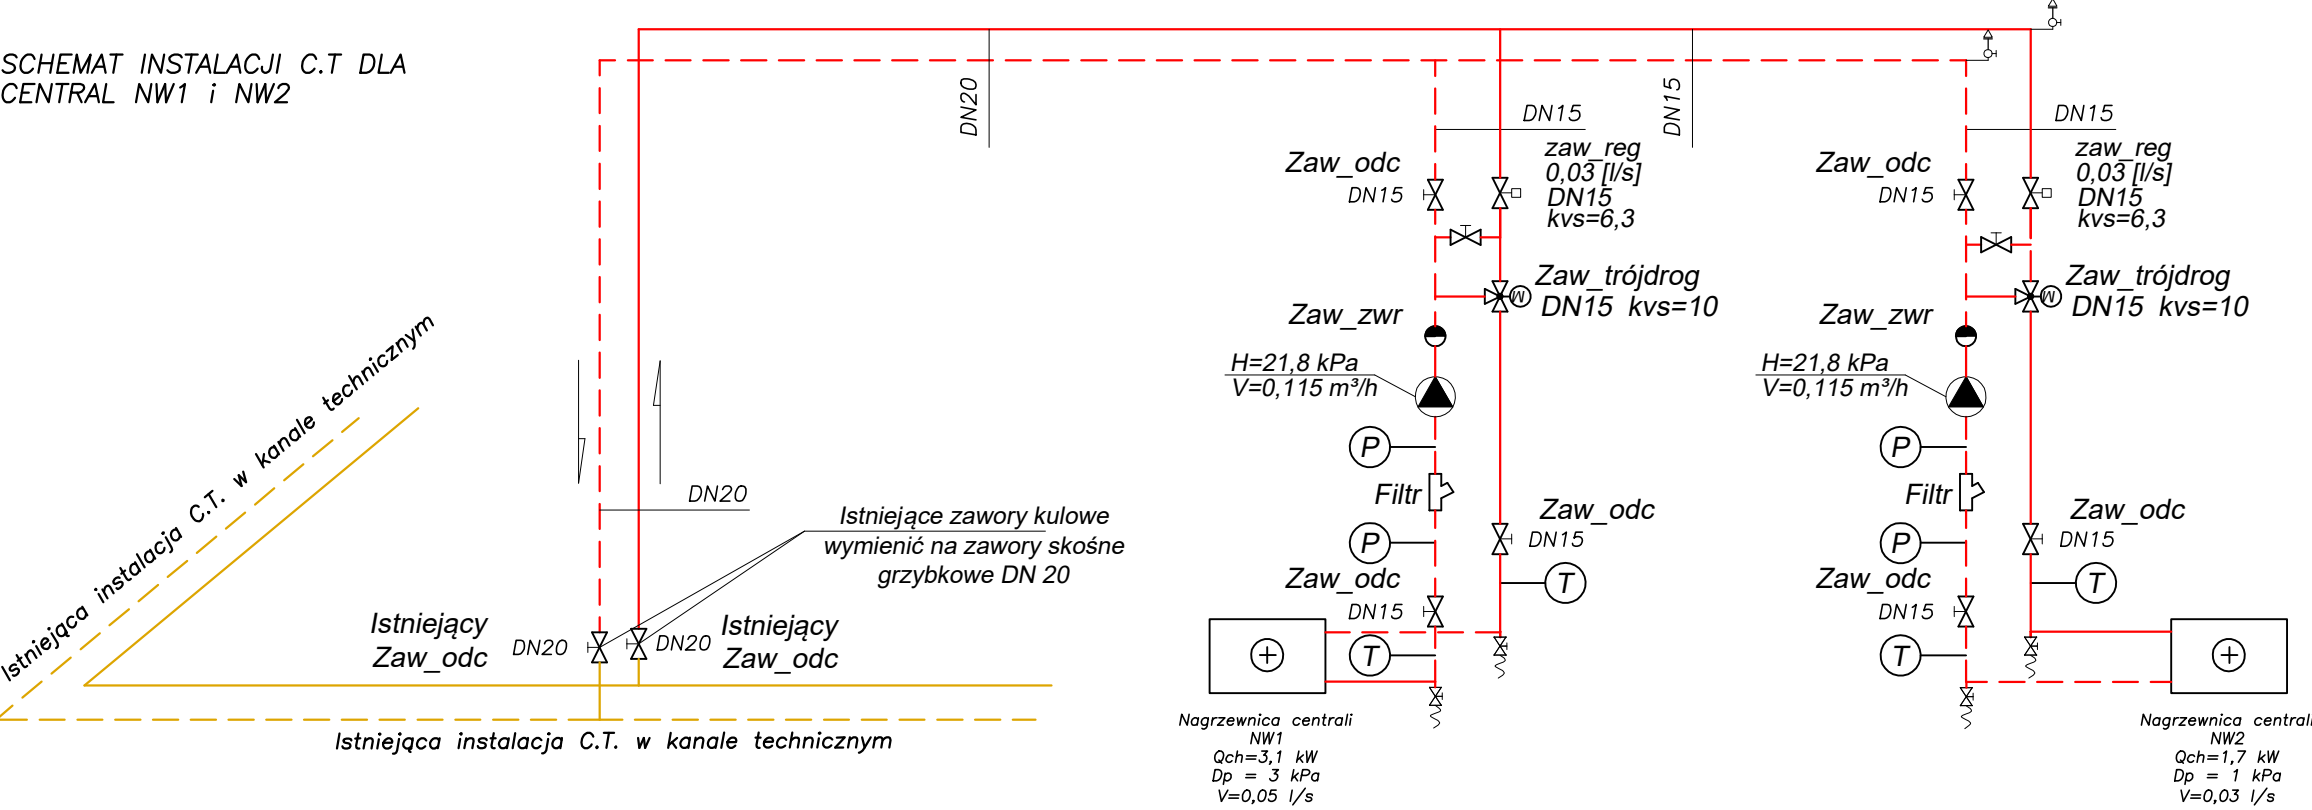 SCHEMAT INSTALACJI C.T DLA
CENTRAL NW1 i NW2
DN20
DN15
DN15
DN15
Zaw_odc
DN15
zaw_reg
0,03 [l/s]
DN15
kvs=6,3
Zaw_odc
DN15
zaw_reg
0,03 [l/s]
DN15
kvs=6,3
Zaw_trójdrog
DN15 kvs=10
M
Zaw_trójdrog
DN15 kvs=10
M
Zaw_zwr
H=21,8 kPa
V=0,115 m³/h
Zaw_zwr
H=21,8 kPa
V=0,115 m³/h
P
Filtr
P
P
Filtr
P
Zaw_odc
DN15
T
Zaw_odc
DN15
T
Zaw_odc
DN15
T
Zaw_odc
DN15
T
Istniejąca instalacja C.T. w kanale technicznym
DN20
Istniejące zawory kulowe
wymienić na zawory skośne
grzybkowe DN 20
Istniejący
Zaw_odc
DN20
DN20
Istniejący
Zaw_odc
Istniejąca instalacja C.T. w kanale technicznym
Nagrzewnica centrali
NW1
Qch=3,1 kW
Dp = 3 kPa
V=0,05 l/s
Nagrzewnica centrali
NW2
Qch=1,7 kW
Dp = 1 kPa
V=0,03 l/s